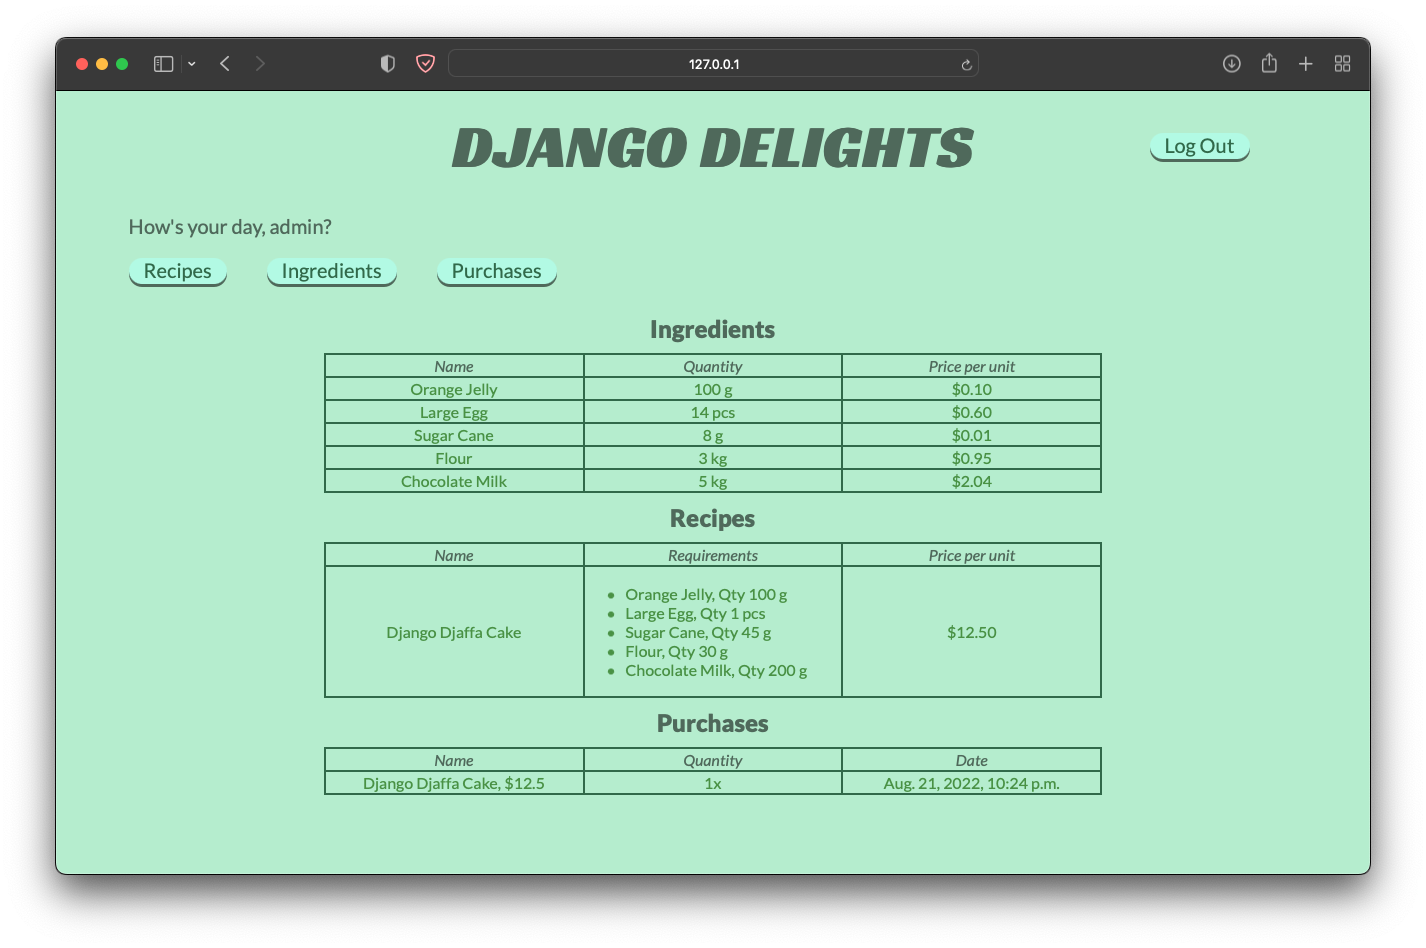 127.0.0.1
DJANGO DELIGHTS
Log Out
How's your day, admin?
Recipes Ingredients Purchases
Ingredients
Name Quantity Price per unit
Orange Jelly 100 g $0.10
Large Egg 14 pcs $0.60
Sugar Cane 8 g $0.01
Flour 3 kg $0.95
Chocolate Milk 5 kg $2.04
Recipes
Name Requirements Price per unit
Django Djaffa Cake
• Orange Jelly, Qty 100 g
• Large Egg, Qty 1 pcs
• Sugar Cane, Qty 45 g
• Flour, Qty 30 g
• Chocolate Milk, Qty 200 g
$12.50
Purchases
Name Quantity Date
Django Djaffa Cake, $12.5 1x Aug. 21, 2022, 10:24 p.m.